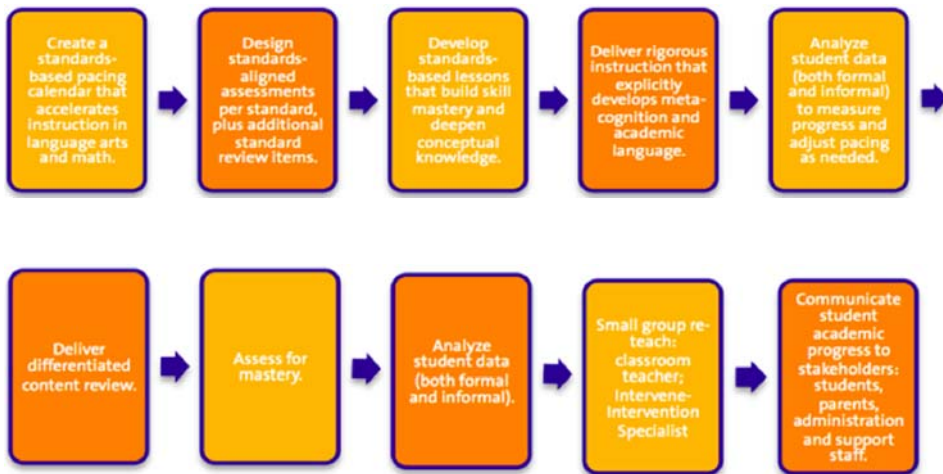 Create a
standards-
based pacing
calendar that
accelerates
instruction in
language arts
and math.
Design
standards-
aligned
assessments
per standard,
plus additional
standard
review items.
Develop
standards-
based lessons
that build skill
mastery and
deepen
conceptual
knowledge.
Deliver rigorous
instruction that
explicitly
develops meta-
cognition and
academic
language.
Analyze
student data
(both formal
and informal)
to measure
progress and
adjust pacing
as needed.
Deliver
differentiated
content review.
Assess for
mastery.
Analyze
student data
(both formal
and informal).
Small group re-
teach:
classroom
teacher;
Intervene-
Intervention
Specialist
Communicate
student
academic
progress to
stakeholders:
students,
parents,
administration
and support
staff.